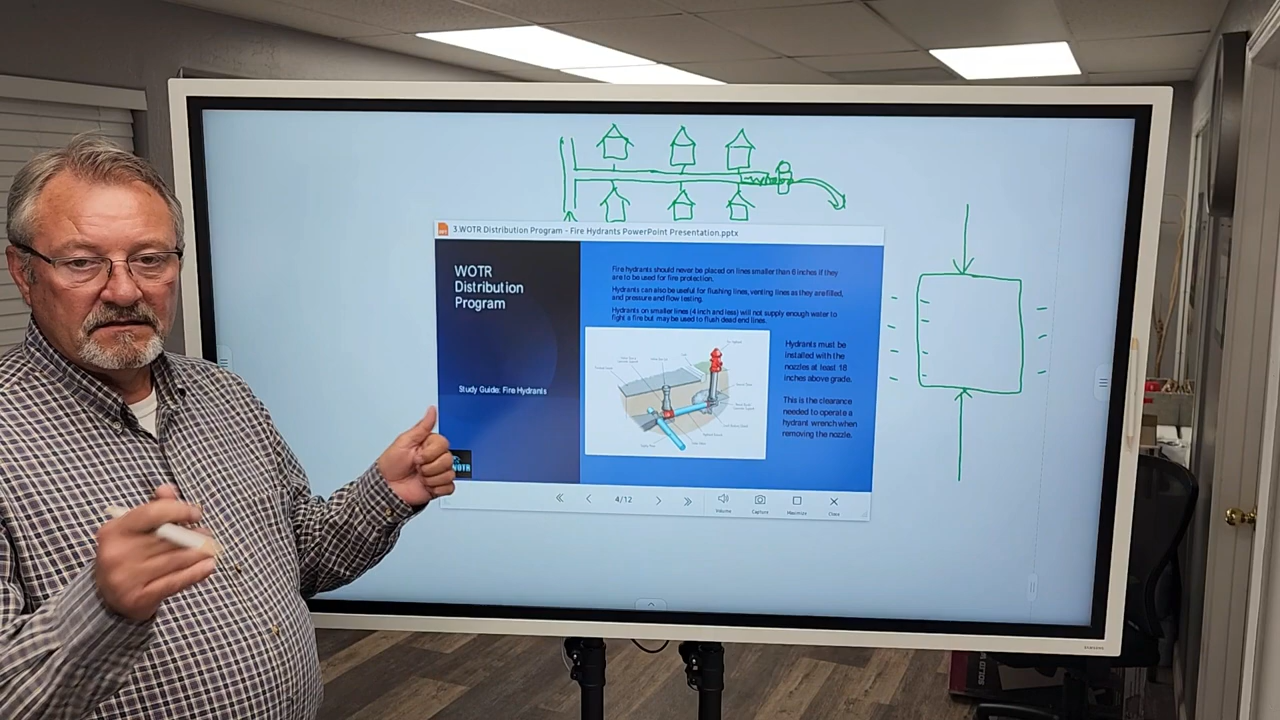 3.WOTR Distribution Program - Fire Hydrants PowerPoint Presentation.pptx
WOTR
Distribution
Program
Study Guide: Fire Hydrants
WOTR
Fire hydrants should never be placed on lines smaller than 6 inches if they
are to be used for fire protection.
Hydrants can also be useful for flushing lines, venting lines as they are filled,
and pressure and flow testing.
Hydrants on smaller lines (4 inch and less) will not supply enough water to
fight a fire but may be used to flush dead end lines.
Hydrants must be
installed with the
nozzles at least 18
inches above grade.
This is the clearance
needed to operate a
hydrant wrench when
removing the nozzle.
4/12
Volume
Capture
Maximize
Close
SAMSUNG